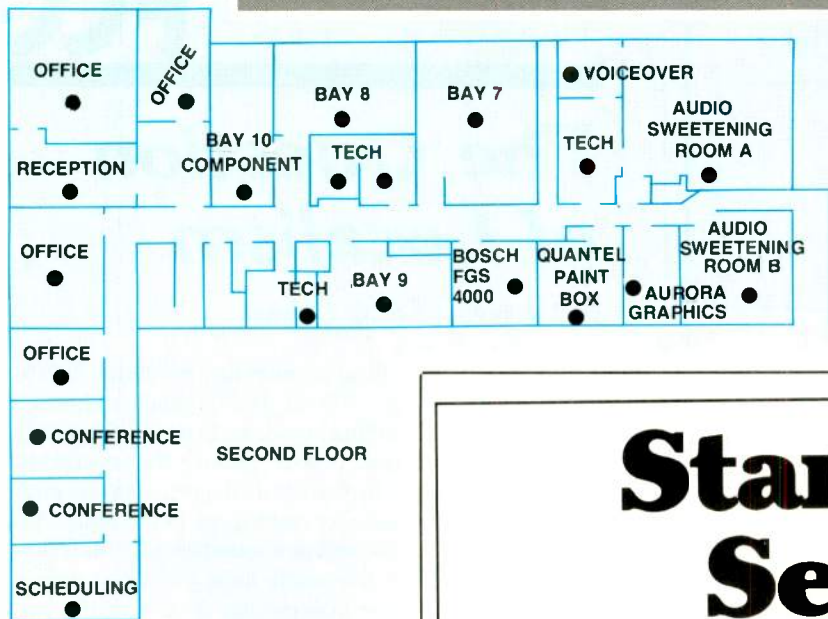 OFFICE
OFFICE
BAY 8
BAY 7
VOICEOVER
AUDIO
SWEETENING
ROOM A
BAY 10
COMPONENT
TECH
TECH
RECEPTION
OFFICE
TECH
BAY 9
BOSCH
FGS
4000
QUANTEL
PAINT
BOX
AURORA
GRAPHICS
AUDIO
SWEETENING
ROOM B
OFFICE
CONFERENCE
SECOND FLOOR
CONFERENCE
SCHEDULING